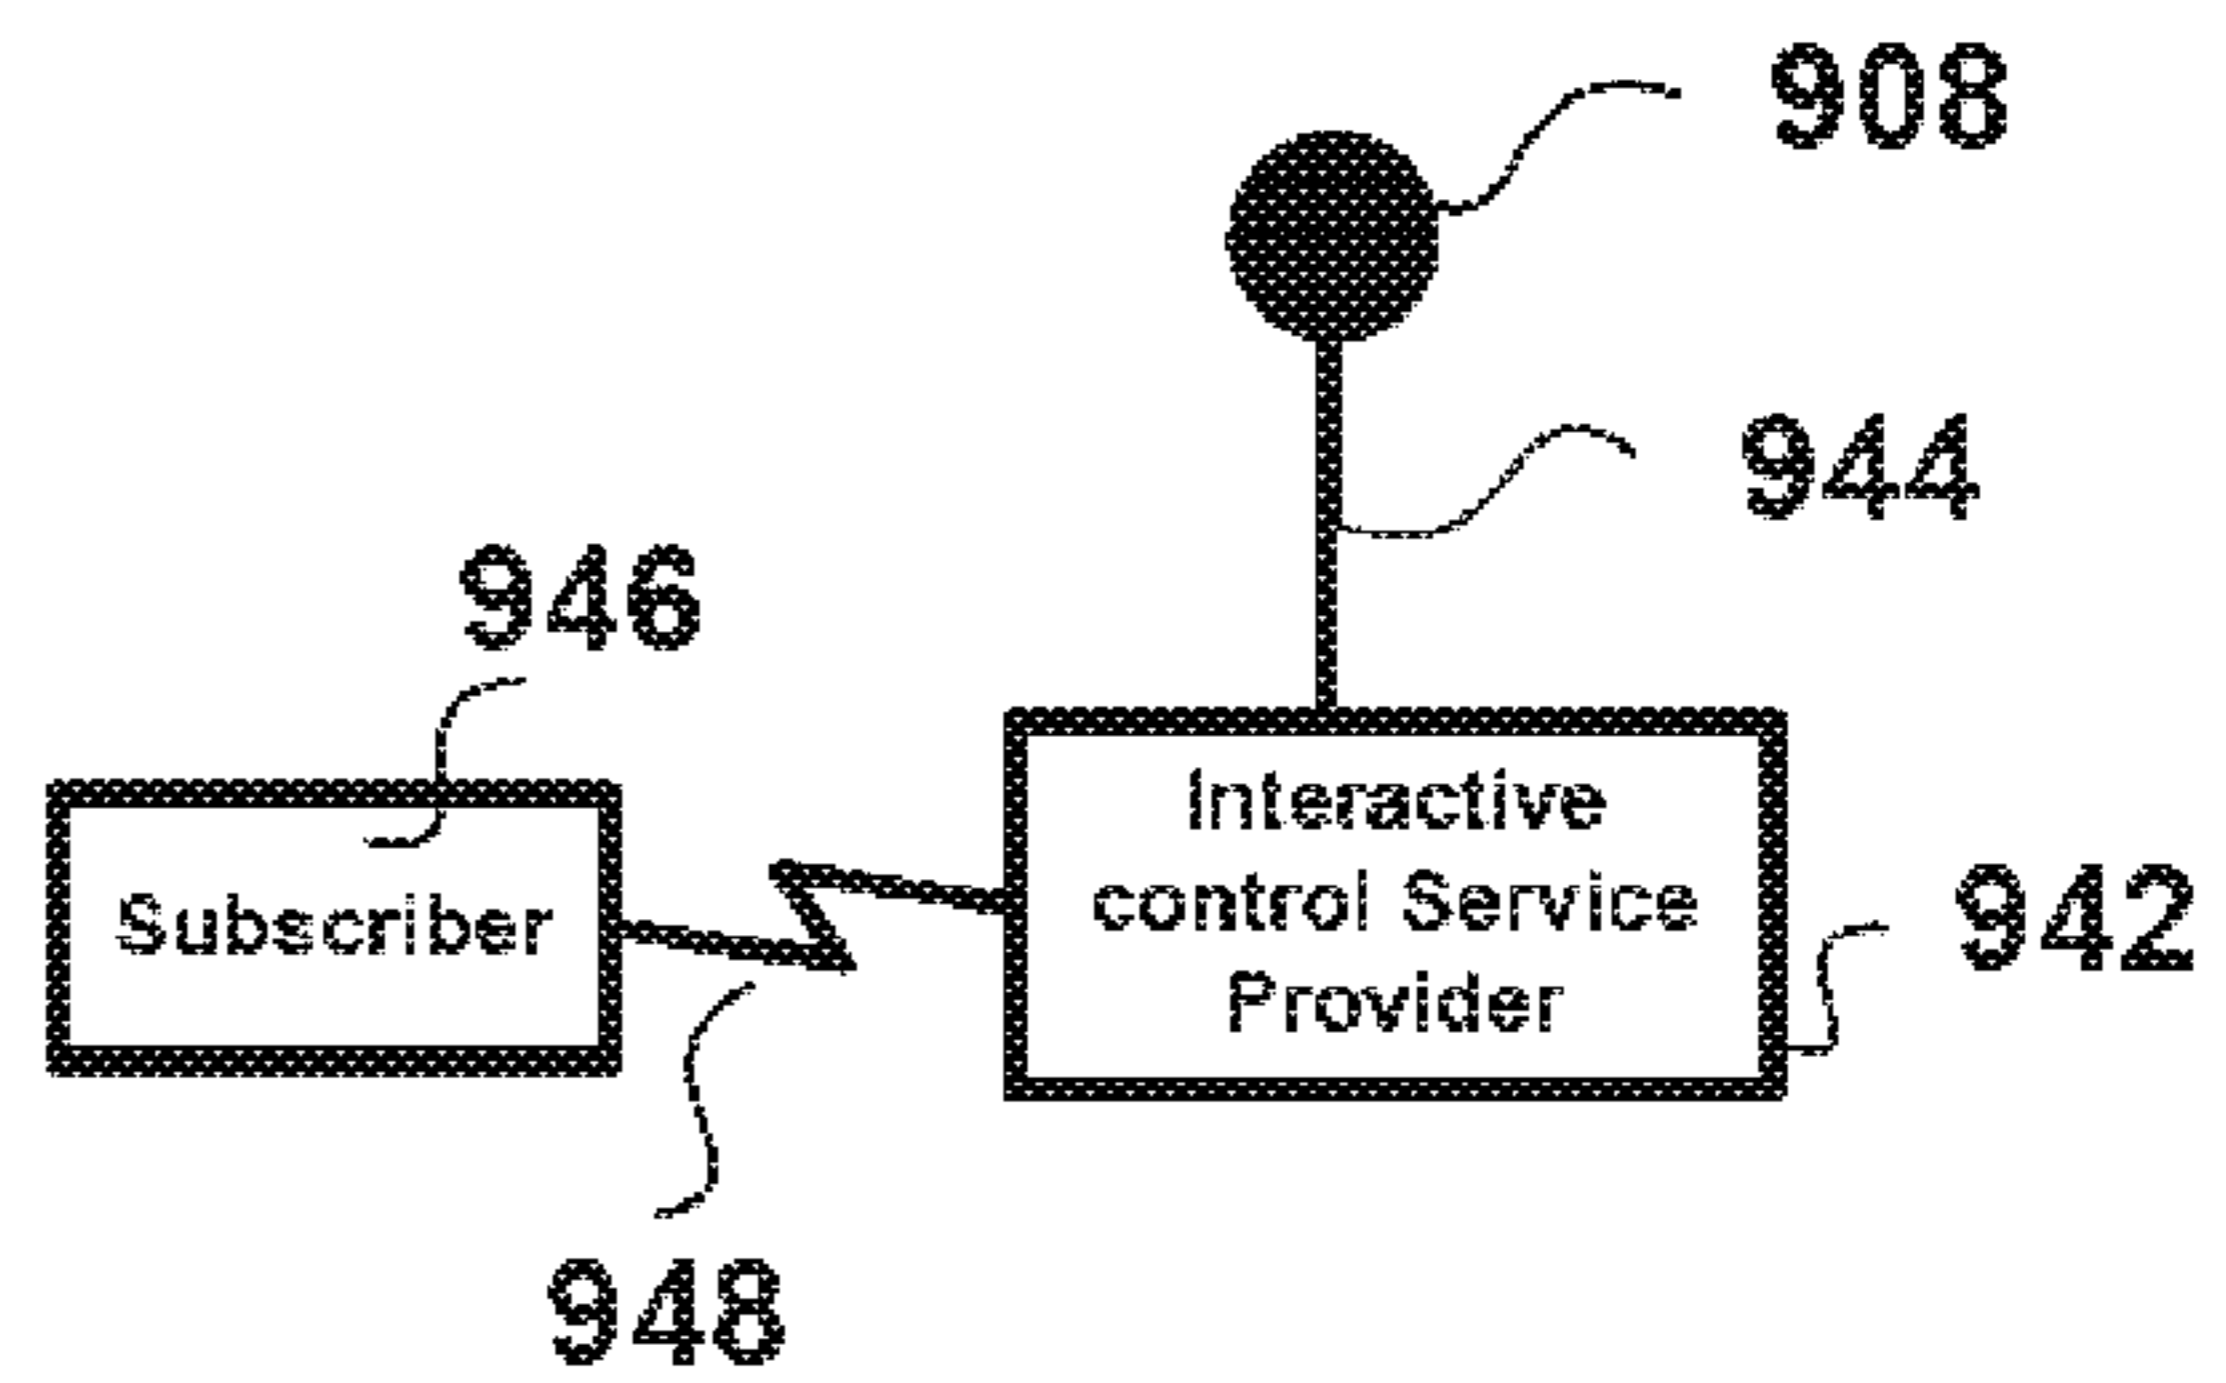 908
944
946
Interactive
control Service
Provider
Subscriber
942
948